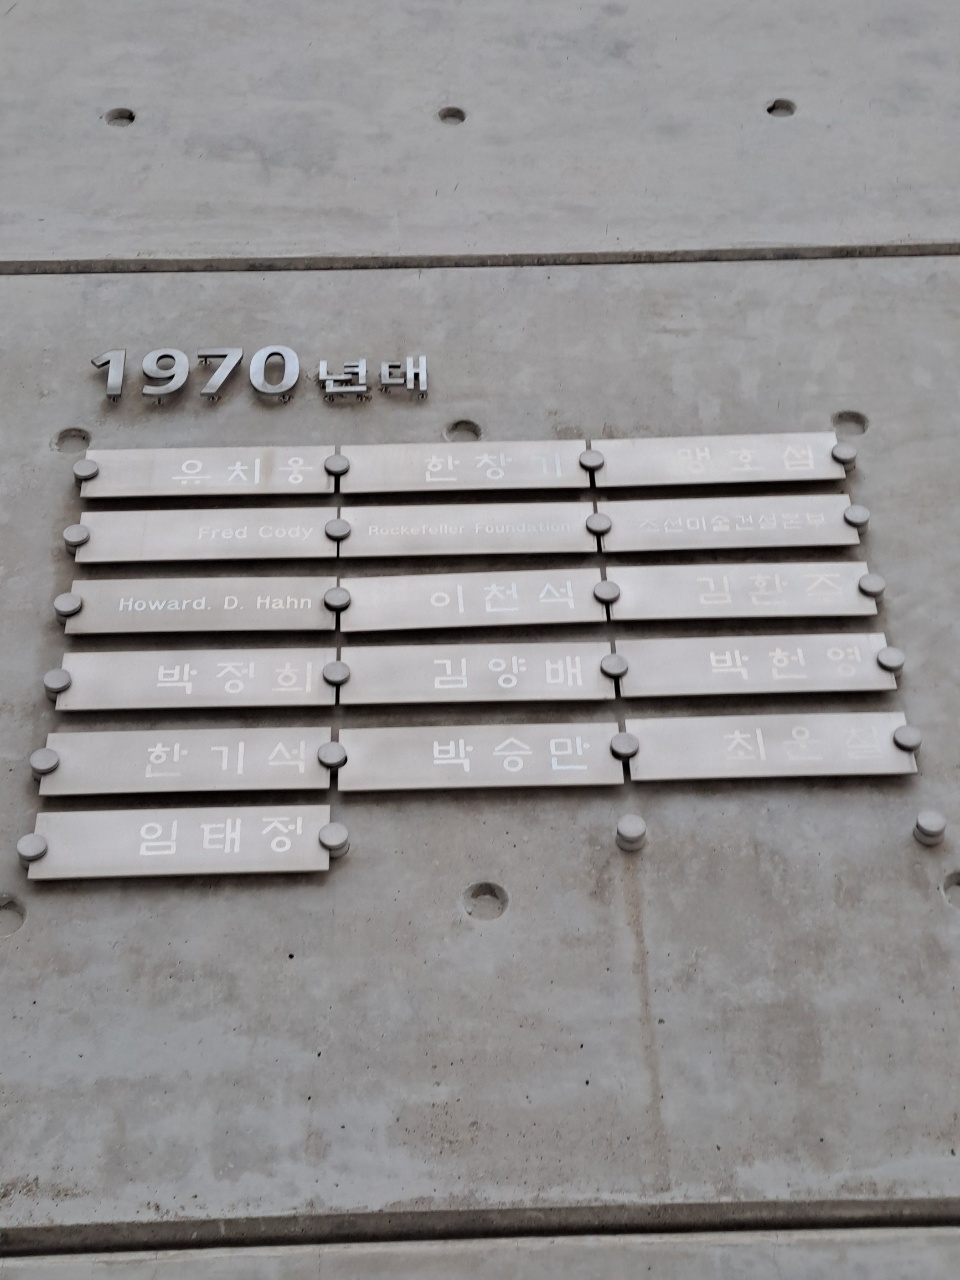 1970년대
유치웅 한창기 맹호섭
Fred Cody Rockefeller Foundation 조선미술건설본부
Howard. D. Hahn 이천석 김환주
박정희 김양배 박헌영
한기석 박승만 최운실
임태정